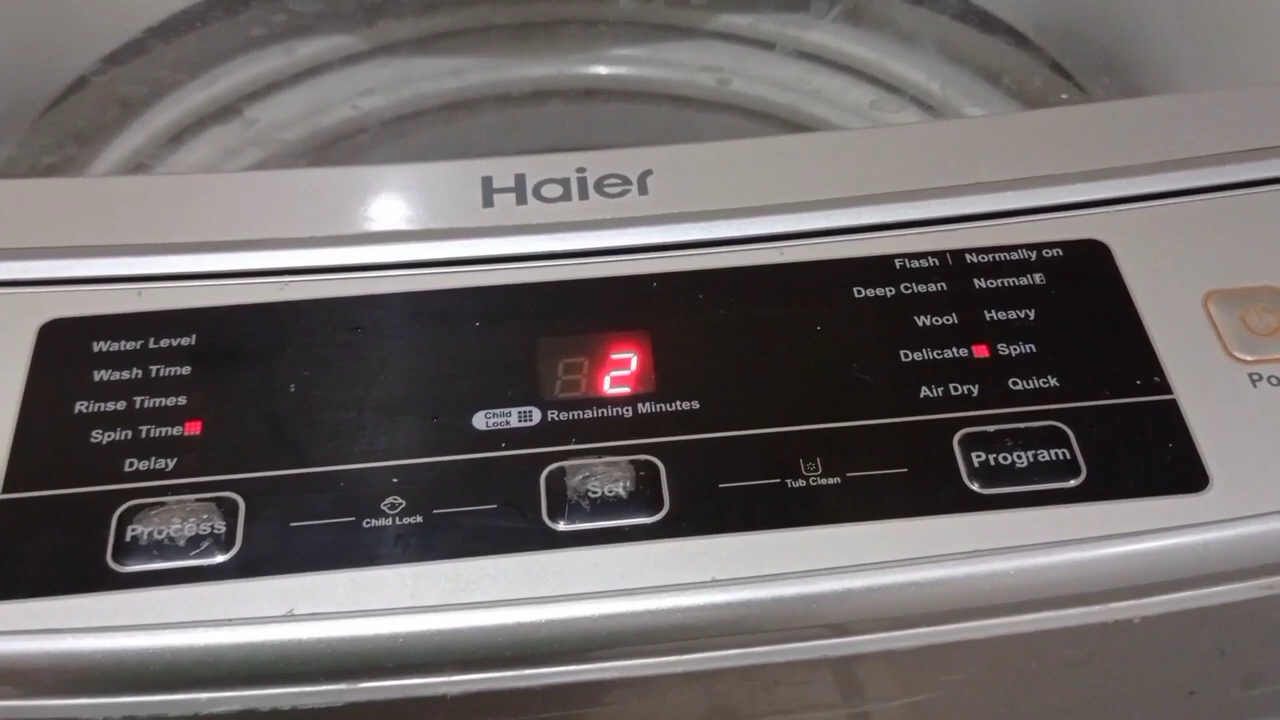 Haier
Flash | Normally on
Deep Clean Normal
Wool Heavy
Delicate Spin
Air Dry Quick
Water Level
Wash Time
Rinse Times
Spin Time
Delay
2
Child Lock Remaining Minutes
Process
Child Lock
Set
Tub Clean
Program
Po